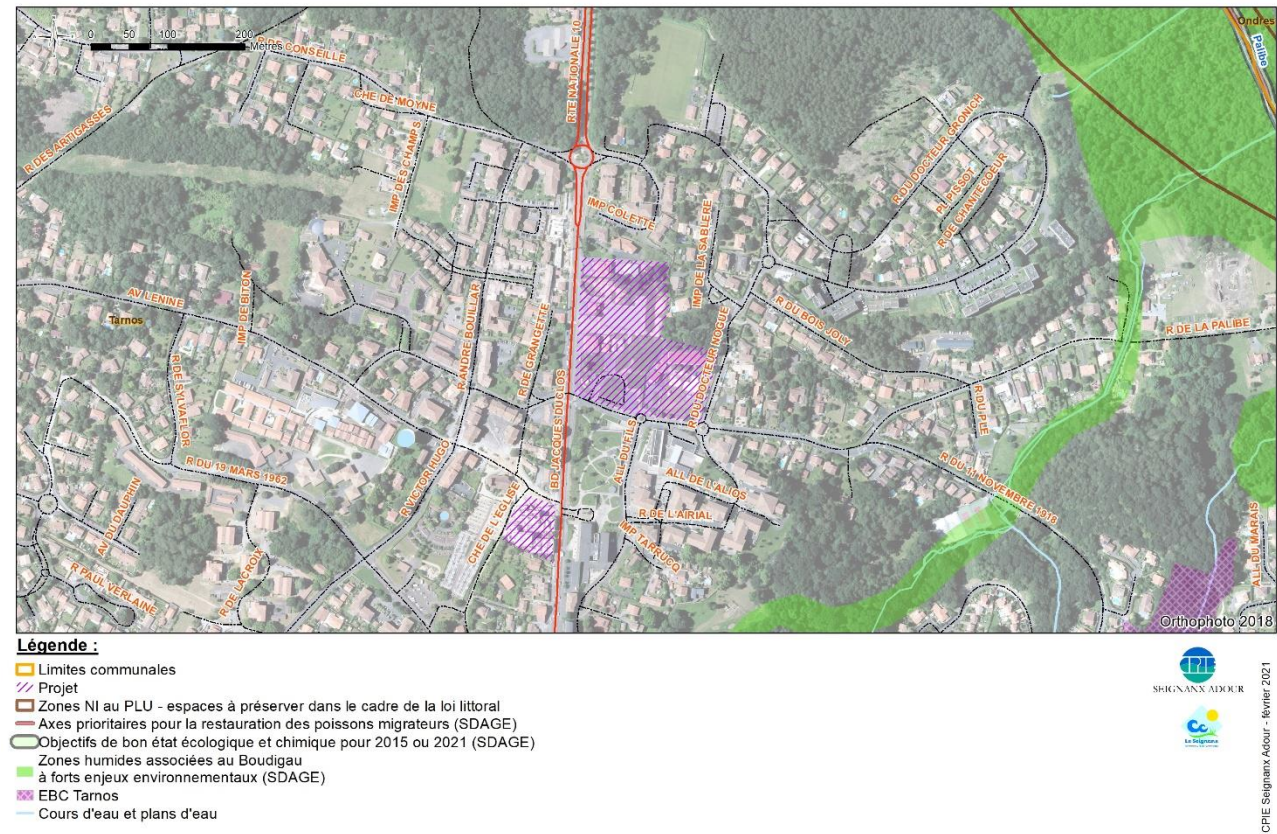 Ondres
Palibe
0 50 100 200
Mètres
R DE CONSEILLE
RTE NATIONALE 10
CHE DE MOYNE
R DES ARTIGASSES
IMP DES CHAMPS
R DU DOCTEUR GRONICH
PL PISSOT
R DE CHANTECOEUR
IMP COLETTE
IMP DE LA SABLERE
AV LENINE
Tarnos
IMP DE BITON
R ANDRE BOUILLAR
R DE GRANGETTE
R DU BOIS JOLY
R DE LA PALIBE
R DE SYLVAFLOR
BD JACQUES DUCLOS
R DU DOCTEUR NOGUE
R DU 19 MARS 1962
R VICTOR HUGO
ALL DU FILS
ALL DE L'ALIOS
R DU 11 NOVEMBRE 1918
AV DU DAUPHIN
CHE DE L'EGLISE
R DE L'AIRIAL
IMP TARRUCQ
ALL DU MARAIS
R PAUL VERLAINE
R DE LACROIX
Orthophoto 2018
Légende :
Limites communales
Projet
Zones NI au PLU - espaces à préserver dans le cadre de la loi littoral
Axes prioritaires pour la restauration des poissons migrateurs (SDAGE)
Objectifs de bon état écologique et chimique pour 2015 ou 2021 (SDAGE)
Zones humides associées au Boudigau
à forts enjeux environnementaux (SDAGE)
EBC Tarnos
Cours d'eau et plans d'eau
CPIE
SEIGNANX ADOUR
Le Seignanx
CPIE Seignanx Adour - février 2021